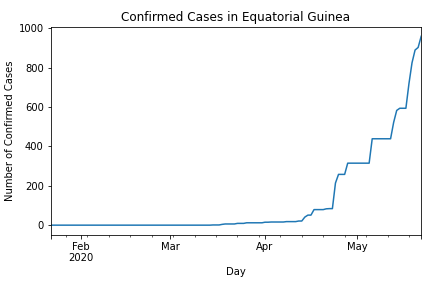 Confirmed Cases in Equatorial Guinea
Number of Confirmed Cases
1000
800
600
400
200
0
Feb
2020
Mar
Apr
May
Day